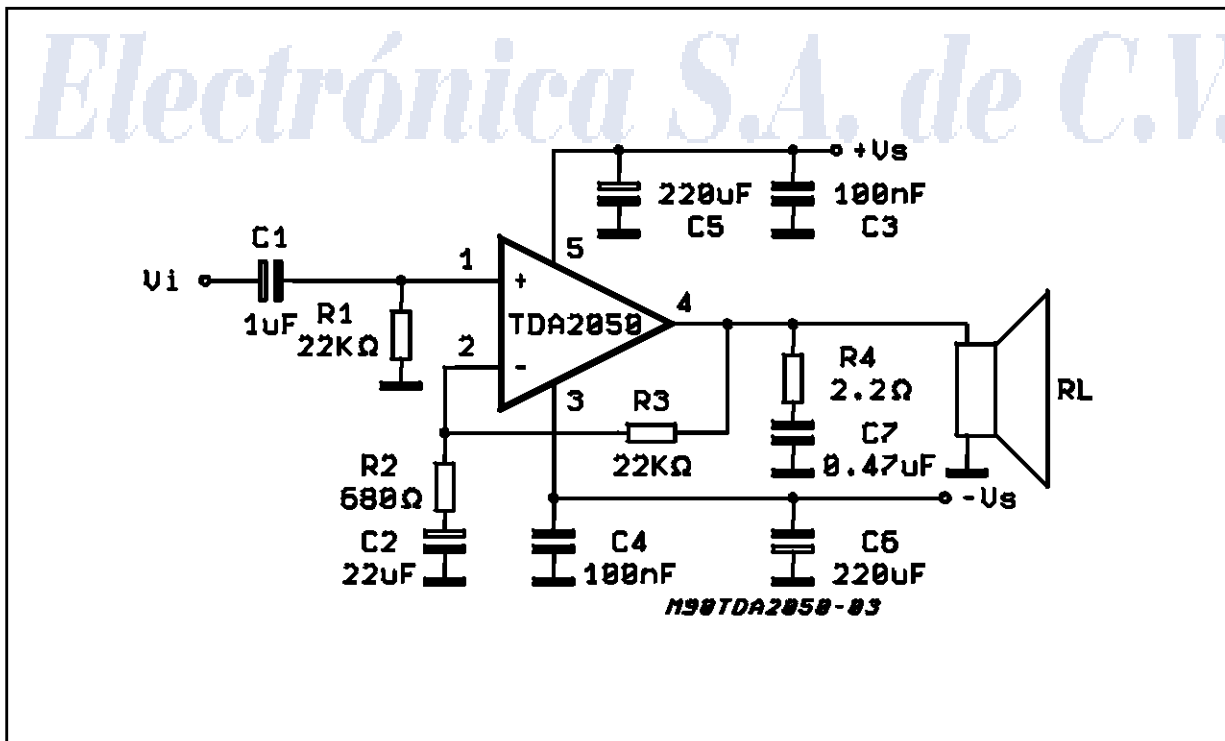 Electrónica S.A. de C.V.
+Vs
220uF
C5
100nF
C3
C1
1uF
Vi
R1
22KΩ
1
5
+
TDA2050
4
2
-
3
R3
22KΩ
R4
2.2Ω
C7
0.47uF
RL
R2
680Ω
C2
22uF
C4
100nF
-Vs
C6
220uF
M90TDA2050-03